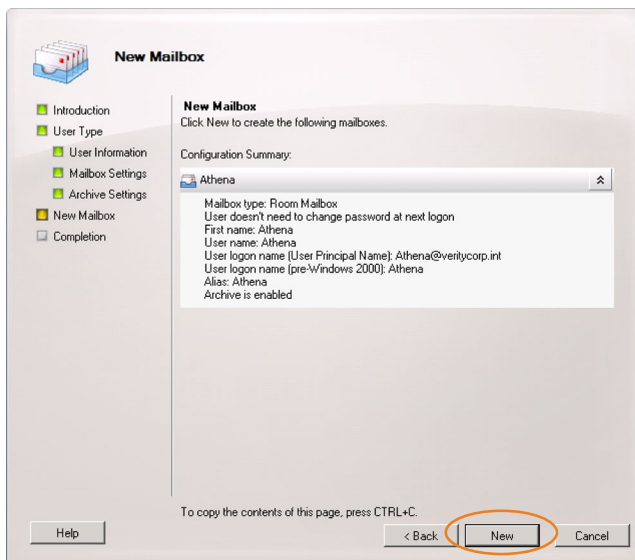 New Mailbox
Introduction
User Type
User Information
Mailbox Settings
Archive Settings
New Mailbox
Completion
New Mailbox
Click New to create the following mailboxes.
Configuration Summary:
Athena
Mailbox type: Room Mailbox
User doesn't need to change password at next logon
First name: Athena
User name: Athena
User logon name (User Principal Name): Athena@veritycorp.int
User logon name (pre-Windows 2000): Athena
Alias: Athena
Archive is enabled
To copy the contents of this page, press CTRL+C.
Help
< Back
New
Cancel